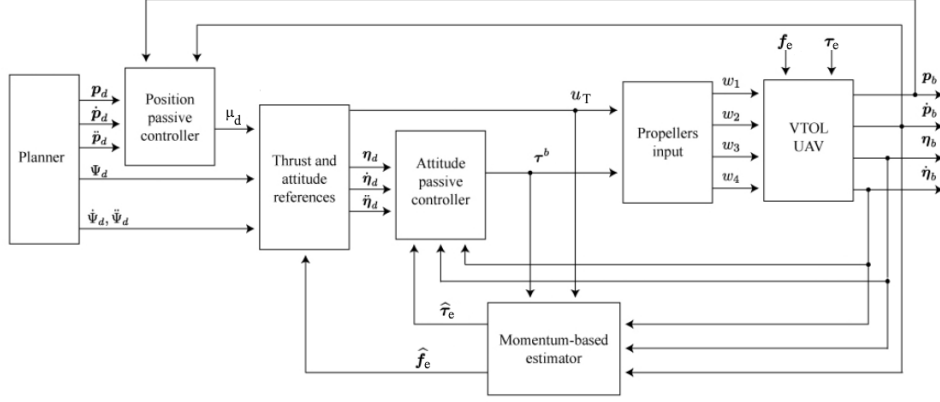 Planner
p_d
ṗ_d
p̈_d
Ψ_d
Ψ̇_d, Ψ̈_d
Position
passive
controller
μ_d
Thrust and
attitude
references
η_d
η̇_d
η̈_d
Attitude
passive
controller
u_T
τ^b
Propellers
input
w_1
w_2
w_3
w_4
f_e
τ_e
VTOL
UAV
p_b
ṗ_b
η_b
η̇_b
τ̂_e
f̂_e
Momentum-based
estimator